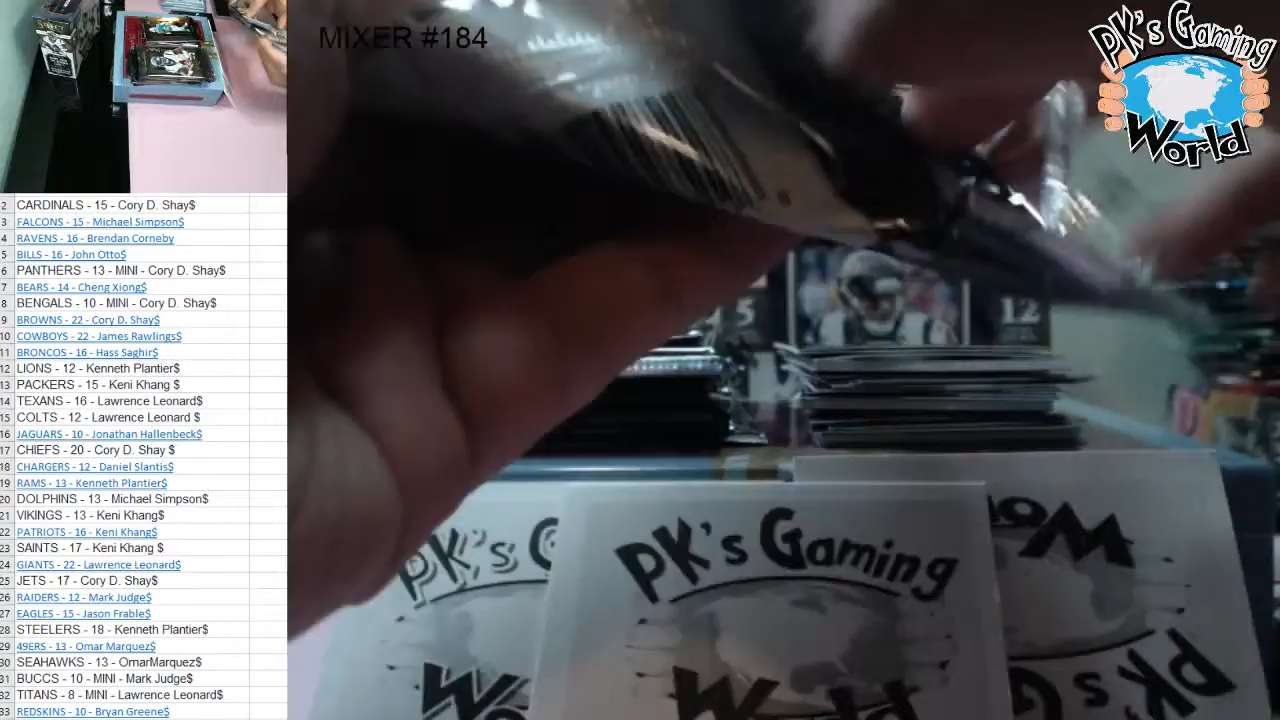 MIXER #184
PK's Gaming
World
2 CARDINALS - 15 - Cory D. Shay$
3 FALCONS - 15 - Michael Simpson$
4 RAVENS - 16 - Brendan Corneby
5 BILLS - 16 - John Otto$
6 PANTHERS - 13 - MINI - Cory D. Shay$
7 BEARS - 14 - Cheng Xiong$
8 BENGALS - 10 - MINI - Cory D. Shay$
9 BROWNS - 22 - Cory D. Shay$
10 COWBOYS - 22 - James Rawlings$
11 BRONCOS - 16 - Hass Saghir$
12 LIONS - 12 - Kenneth Plantier$
13 PACKERS - 15 - Keni Khang $
14 TEXANS - 16 - Lawrence Leonard$
15 COLTS - 12 - Lawrence Leonard $
16 JAGUARS - 10 - Jonathan Hallenbeck$
17 CHIEFS - 20 - Cory D. Shay $
18 CHARGERS - 12 - Daniel Slantis$
19 RAMS - 13 - Kenneth Plantier$
20 DOLPHINS - 13 - Michael Simpson$
21 VIKINGS - 13 - Keni Khang$
22 PATRIOTS - 16 - Keni Khang$
23 SAINTS - 17 - Keni Khang $
24 GIANTS - 22 - Lawrence Leonard$
25 JETS - 17 - Cory D. Shay$
26 RAIDERS - 12 - Mark Judge$
27 EAGLES - 15 - Jason Frable$
28 STEELERS - 18 - Kenneth Plantier$
29 49ERS - 13 - Omar Marquez$
30 SEAHAWKS - 13 - OmarMarquez$
31 BUCCS - 10 - MINI - Mark Judge$
32 TITANS - 8 - MINI - Lawrence Leonard$
33 REDSKINS - 10 - Bryan Greene$
5
12
PK's G
PK's Gaming
Wo
PK's G